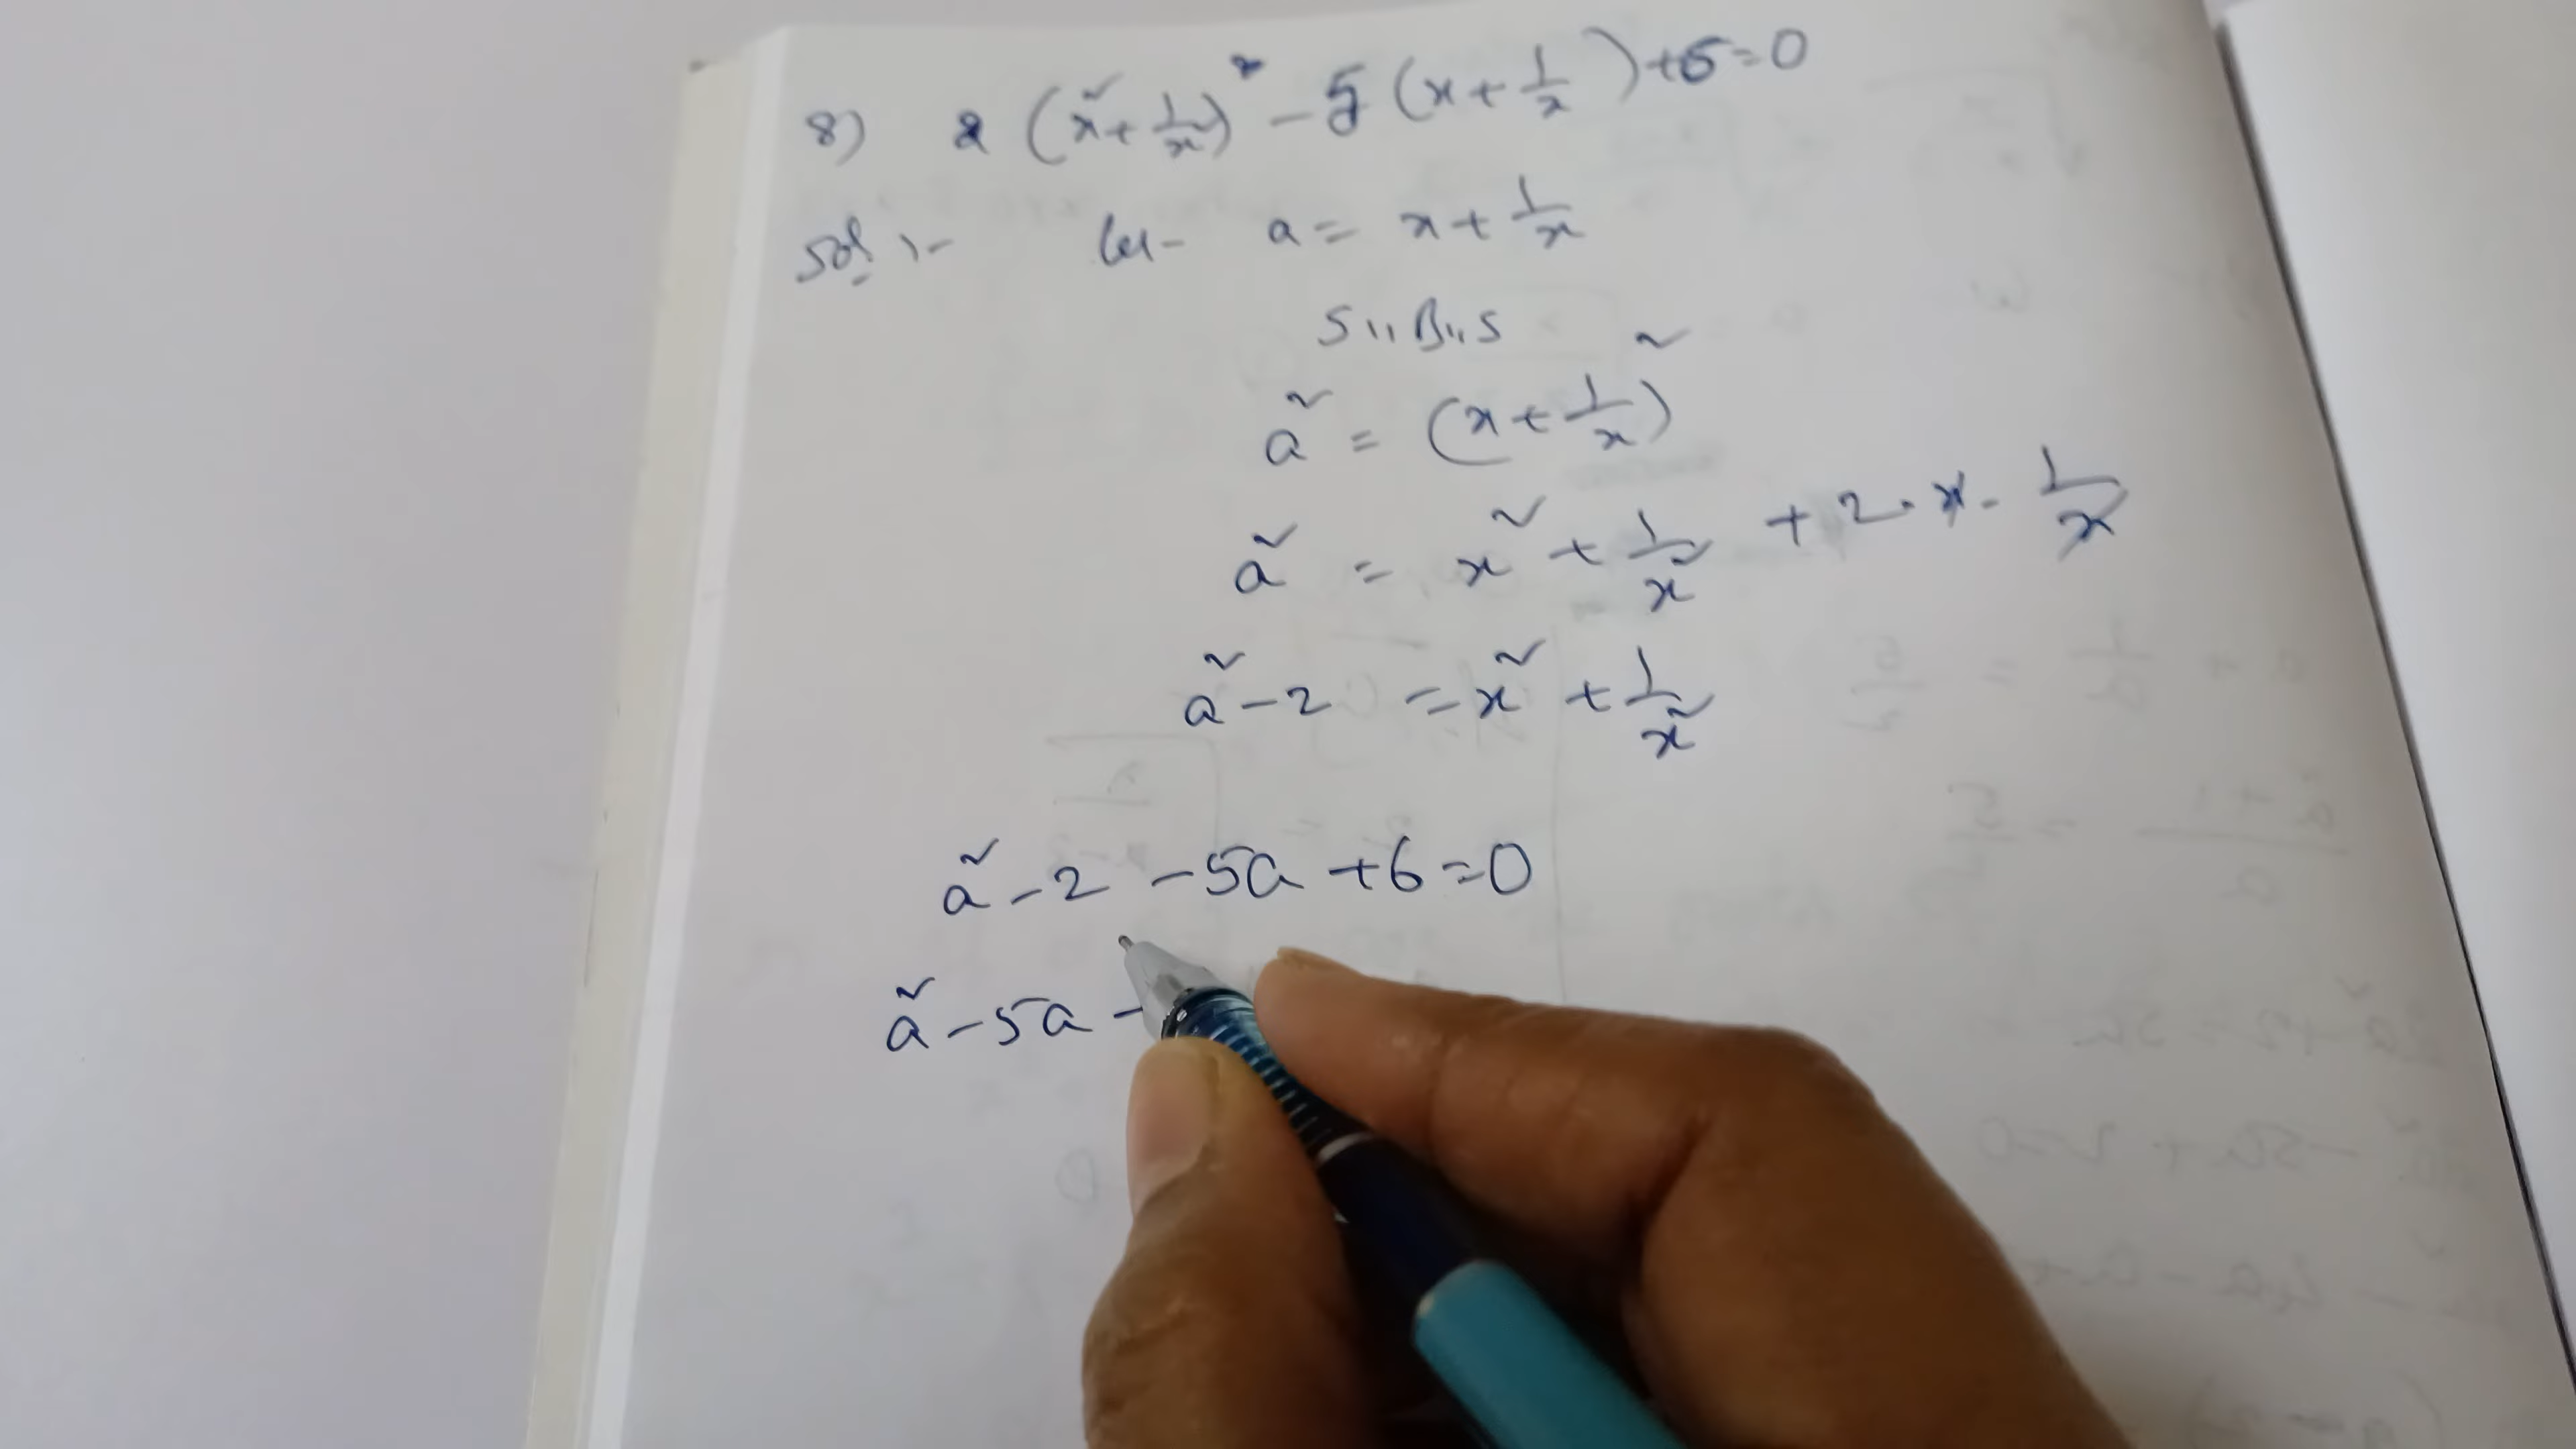 8) 2 (x² + 1/x²)² - 5 (x + 1/x) + 6 = 0
Sol :- Let a = x + 1/x
S.. B.. S
a² = (x + 1/x)²
a² = x² + 1/x² + 2 · x · 1/x
a² - 2 = x² + 1/x²
a² - 2 - 5a + 6 = 0
a² - 5a -